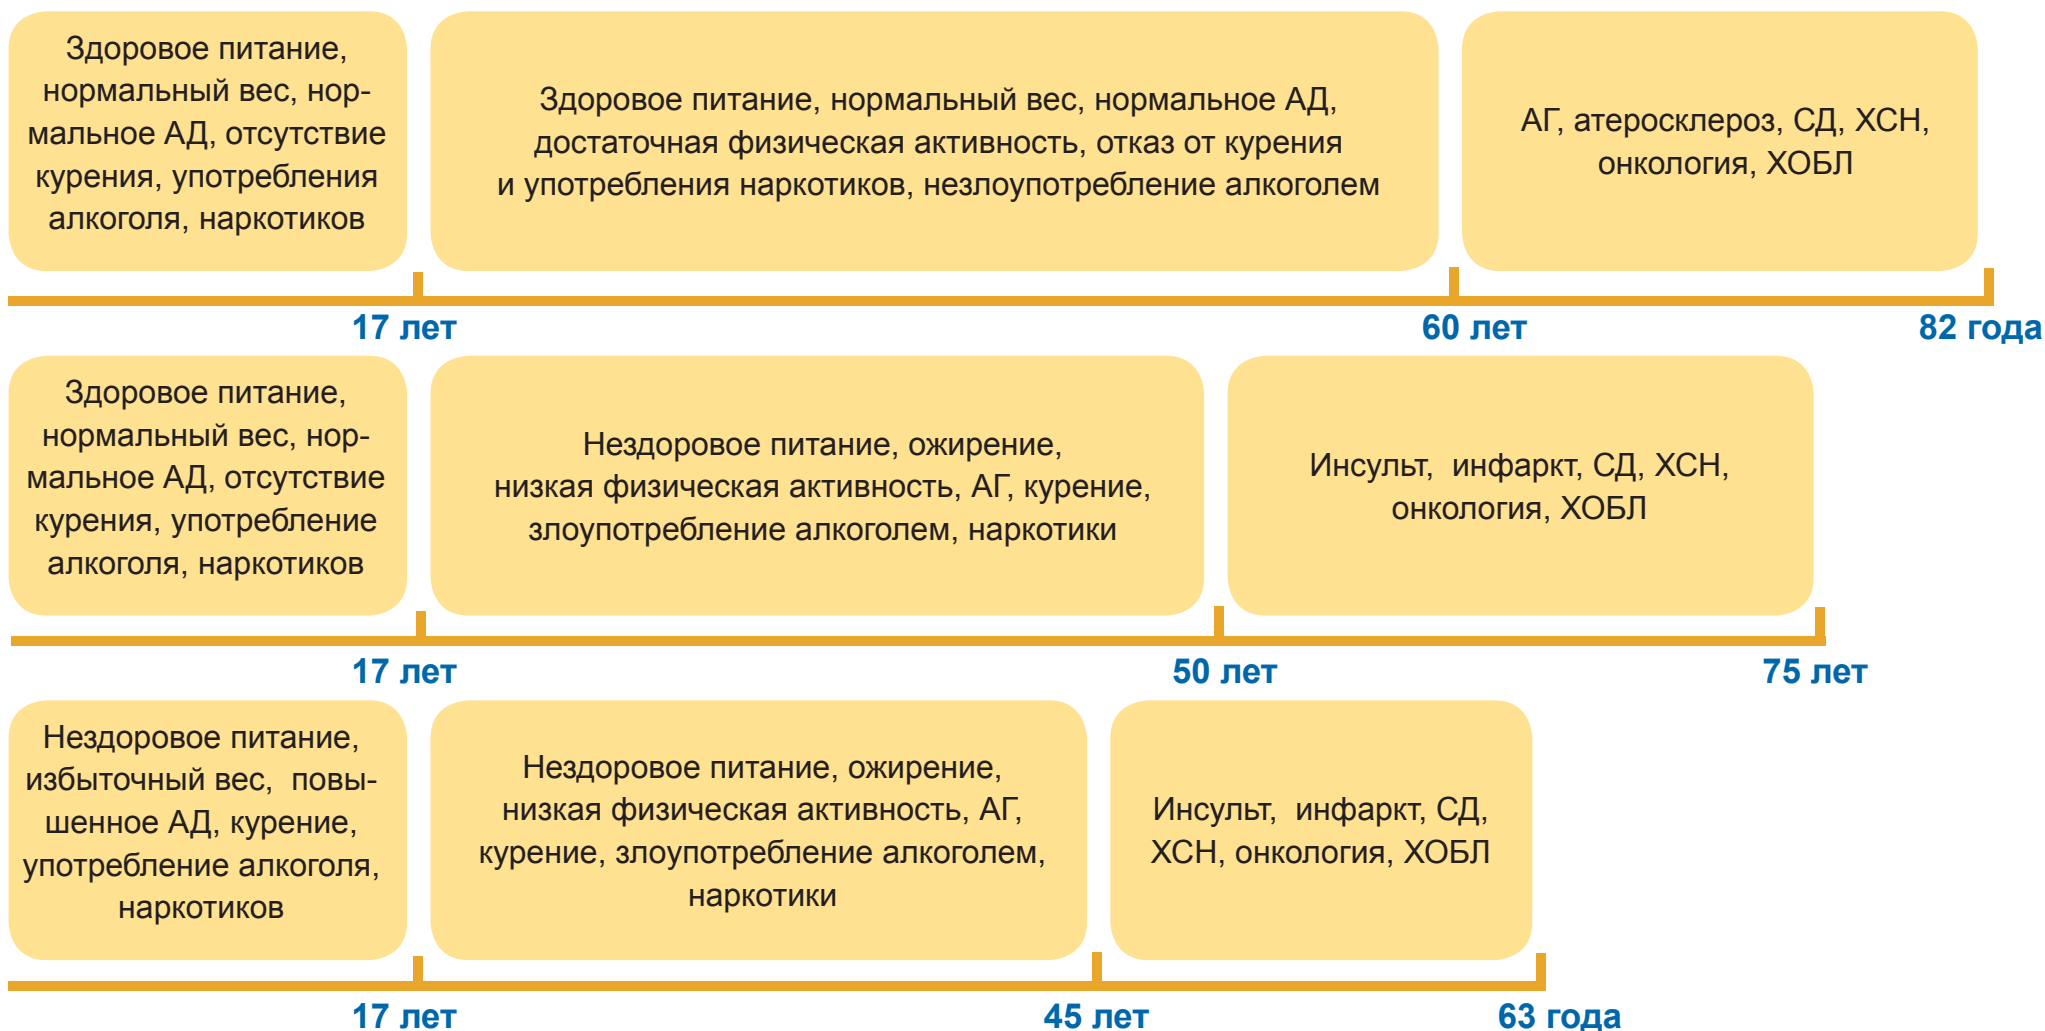 Здоровое питание,
нормальный вес, нор-
мальное АД, отсутствие
курения, употребления
алкоголя, наркотиков
Здоровое питание, нормальный вес, нормальное АД,
достаточная физическая активность, отказ от курения
и употребления наркотиков, незлоупотребление алкоголем
АГ, атеросклероз, СД, ХСН,
онкология, ХОБЛ
17 лет
60 лет
82 года
Здоровое питание,
нормальный вес, нор-
мальное АД, отсутствие
курения, употребление
алкоголя, наркотиков
Нездоровое питание, ожирение,
низкая физическая активность, АГ, курение,
злоупотребление алкоголем, наркотики
Инсульт,  инфаркт, СД, ХСН,
онкология, ХОБЛ
17 лет
50 лет
75 лет
Нездоровое питание,
избыточный вес,  повы-
шенное АД, курение,
употребление алкоголя,
наркотиков
Нездоровое питание, ожирение,
низкая физическая активность, АГ,
курение, злоупотребление алкоголем,
наркотики
Инсульт,  инфаркт, СД,
ХСН, онкология, ХОБЛ
17 лет
45 лет
63 года